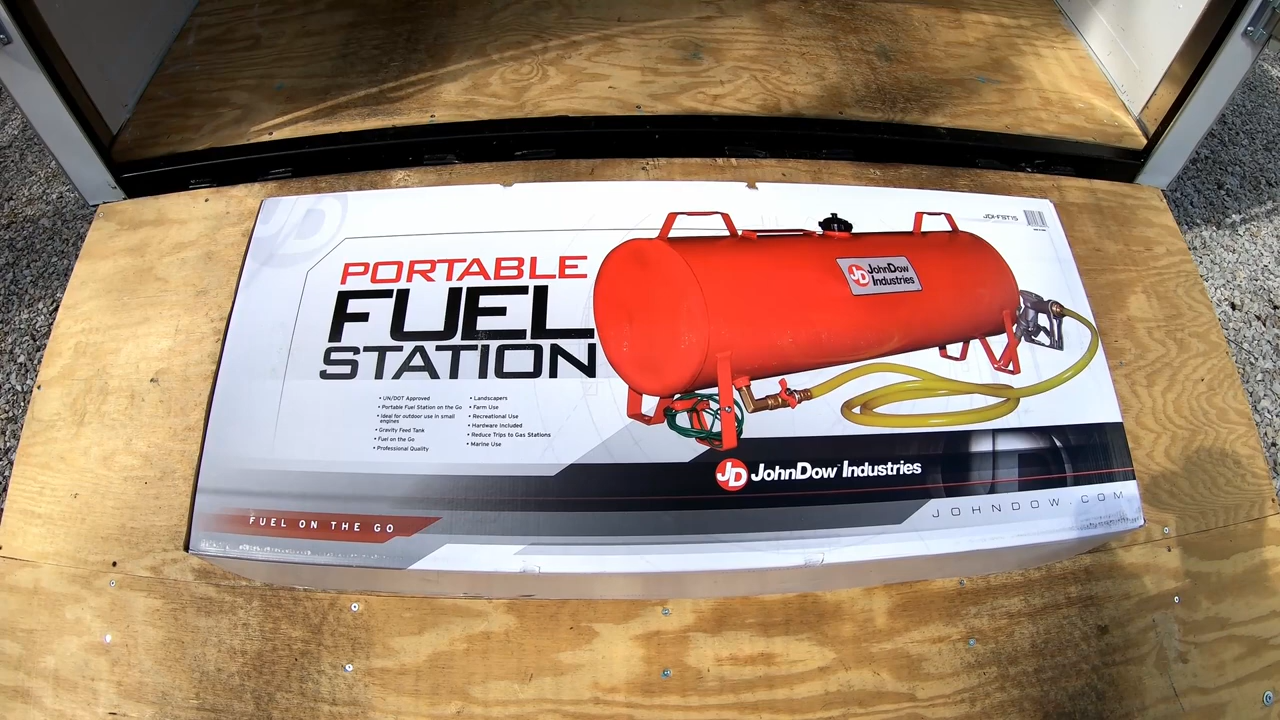 JD
JDI-FST15
PORTABLE
FUEL
STATION
JD JohnDow
Industries
• UN/DOT Approved
• Portable Fuel Station on the Go
• Ideal for outdoor use in small
engines
• Gravity Feed Tank
• Fuel on the Go
• Professional Quality
• Landscapers
• Farm Use
• Recreational Use
• Hardware Included
• Reduce Trips to Gas Stations
• Marine Use
JD JohnDow™ Industries
FUEL ON THE GO
JOHNDOW.COM